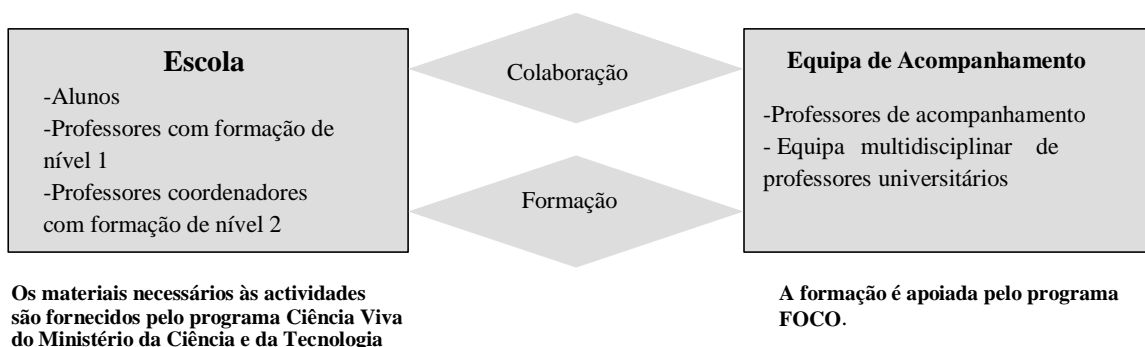 Escola
-Alunos
-Professores com formação de
nível 1
-Professores coordenadores
com formação de nível 2
Colaboração
Formação
Equipa de Acompanhamento
-Professores de acompanhamento
- Equipa multidisciplinar de
professores universitários
Os materiais necessários às actividades
são fornecidos pelo programa Ciência Viva
do Ministério da Ciência e da Tecnologia
A formação é apoiada pelo programa
FOCO.